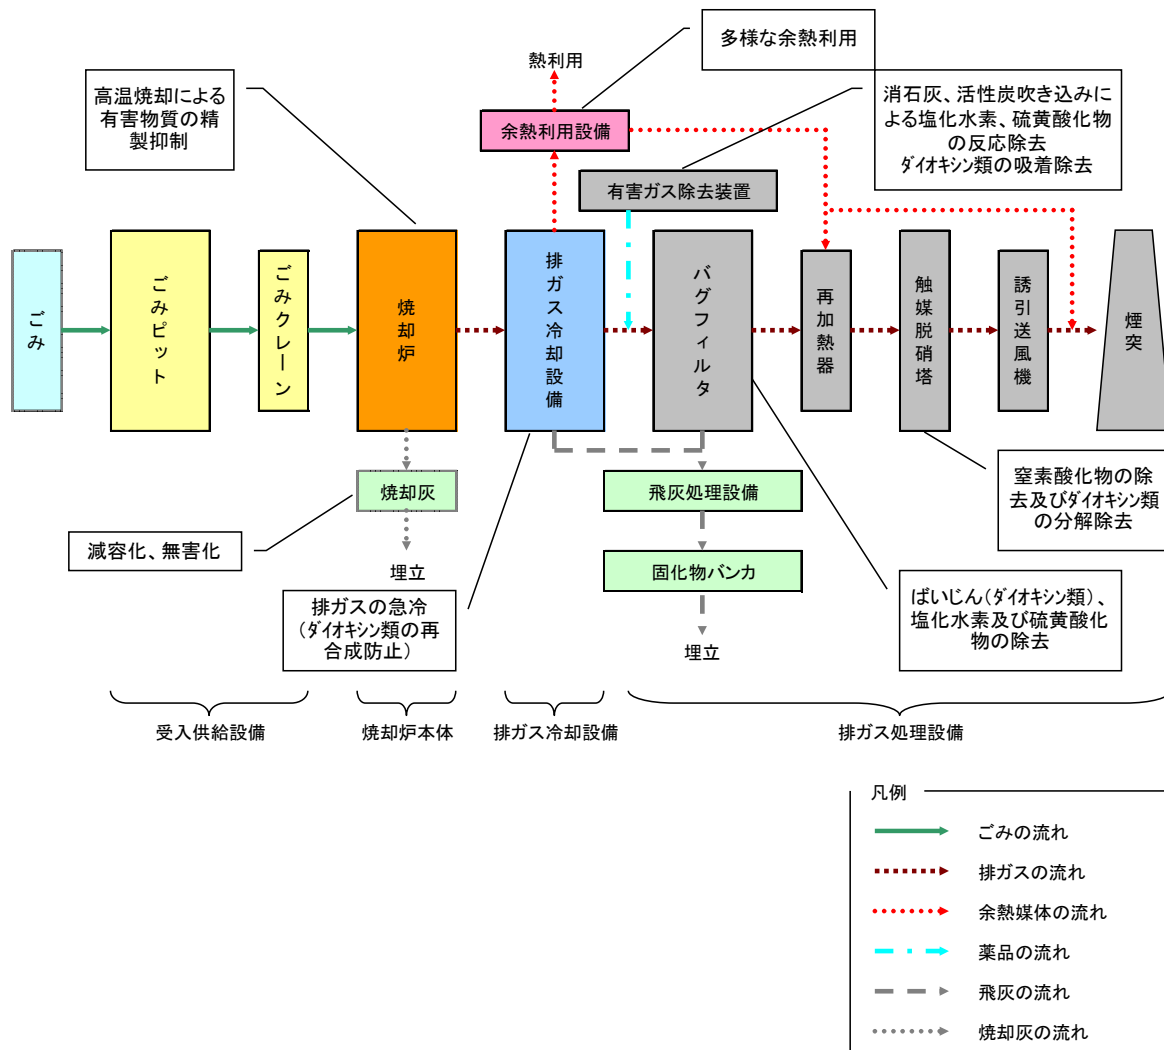 多様な余熱利用
熱利用
高温焼却による
有害物質の精
製抑制
消石灰、活性炭吹き込みに
よる塩化水素、硫黄酸化物
の反応除去
ダイオキシン類の吸着除去
余熱利用設備
有害ガス除去装置
ごみ
ごみピット
ごみクレーン
焼却炉
排ガス冷却設備
バグフィルタ
再加熱器
触媒脱硝塔
誘引送風機
煙突
焼却灰
飛灰処理設備
窒素酸化物の除
去及びダイオキシン類
の分解除去
減容化、無害化
埋立
固化物バンカ
排ガスの急冷
(ダイオキシン類の再
合成防止)
ばいじん(ダイオキシン類)、
塩化水素及び硫黄酸化
物の除去
埋立
受入供給設備
焼却炉本体
排ガス冷却設備
排ガス処理設備
凡例
ごみの流れ
排ガスの流れ
余熱媒体の流れ
薬品の流れ
飛灰の流れ
焼却灰の流れ